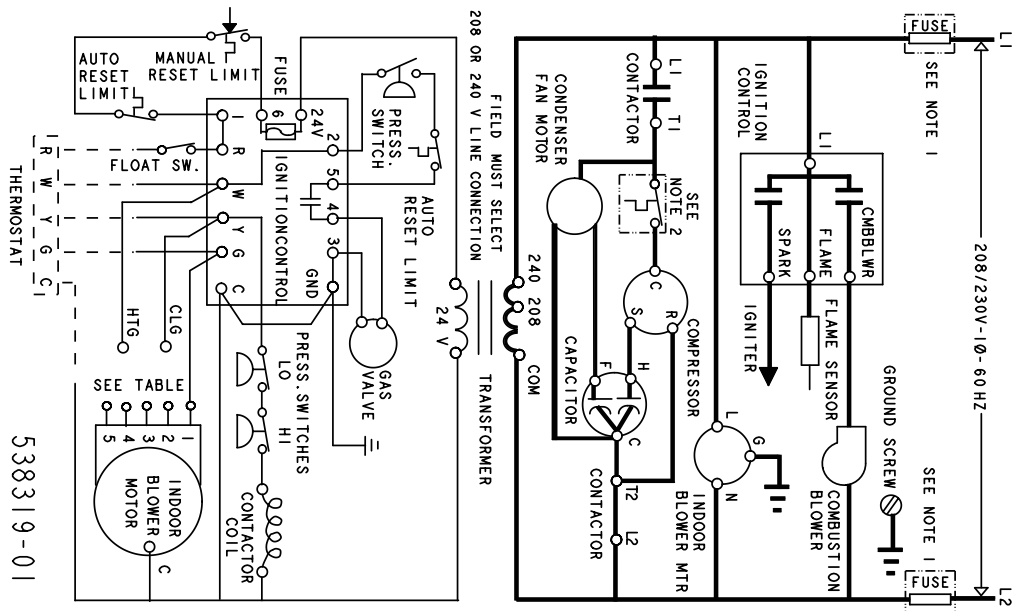 L1
FUSE
SEE NOTE 1
208/230V-1Ø-60HZ
SEE NOTE 1
FUSE
L2
IGNITION
CONTROL
L1
SPARK
FLAME
CMBBLWR
IGNITER
FLAME SENSOR
COMBUSTION
BLOWER
GROUND SCREW
CONTACTOR
L1
T1
CONDENSER
FAN MOTOR
SEE
NOTE 2
C
S
R
COMPRESSOR
F
H
C
CAPACITOR
T2
L2
CONTACTOR
L
G
N
INDOOR
BLOWER MTR
208 OR 240 V LINE CONNECTION
FIELD MUST SELECT
240
208
COM
24 V
TRANSFORMER
MANUAL
RESET LIMIT
AUTO
RESET
LIMIT
FUSE
PRESS.
SWITCH
AUTO
RESET LIMIT
FLOAT SW.
I
R
W
Y
G
C
6
24V
2
5
4
3
GND
IGNITIONCONTROL
R
W
Y
G
C
THERMOSTAT
HTG
CLG
GAS
VALVE
LO
HI
PRESS.SWITCHES
CONTACTOR
COIL
SEE TABLE
5
4
3
2
1
INDOOR
BLOWER
MOTOR
C
538319-01